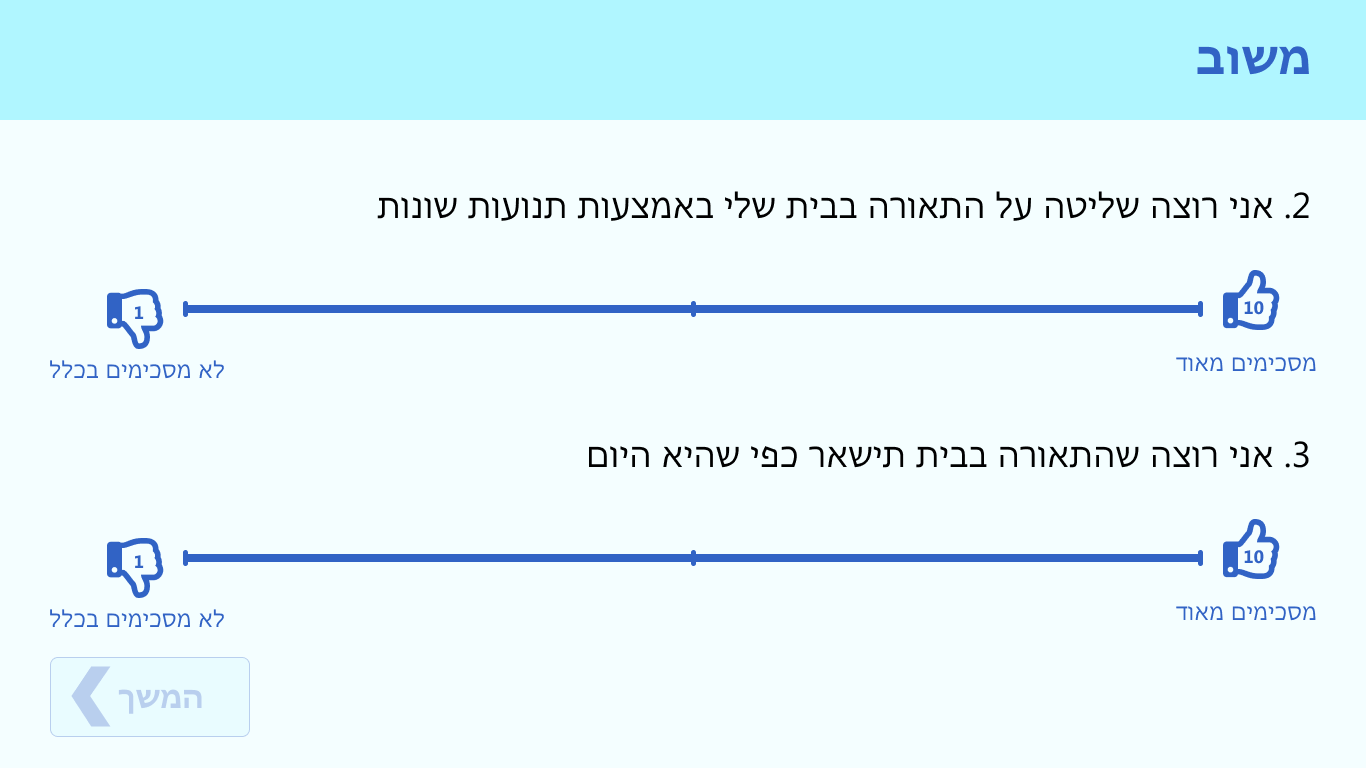 משוב
2. אני רוצה שליטה על התאורה בבית שלי באמצעות תנועות שונות
10
1
מסכימים מאוד
לא מסכימים בכלל
3. אני רוצה שהתאורה בבית תישאר כפי שהיא היום
10
1
מסכימים מאוד
לא מסכימים בכלל
המשך